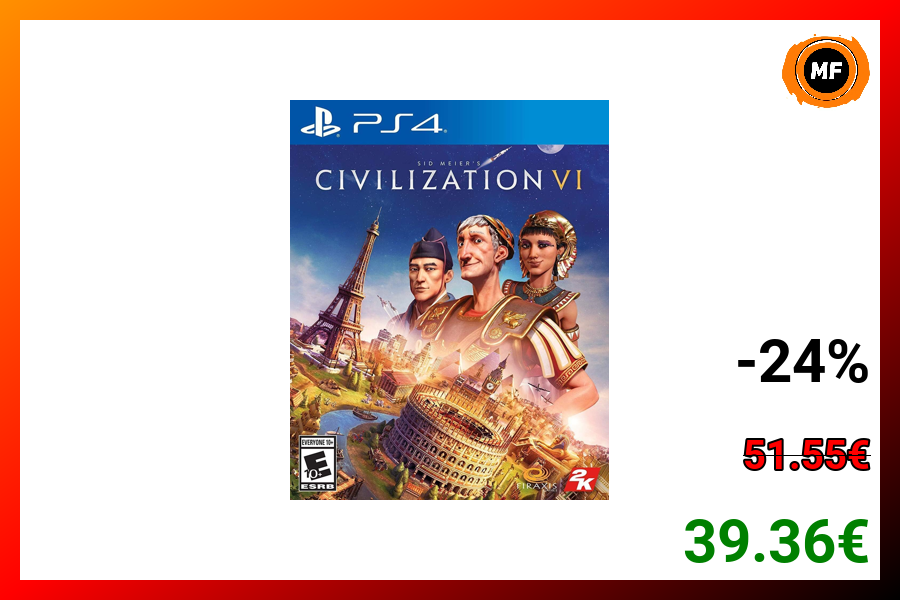 MF
PS4
SID MEIER'S
CIVILIZATION VI
-24%
51.55€
39.36€
EVERYONE 10+
E
10+
ESRB
FIRAXIS
2K